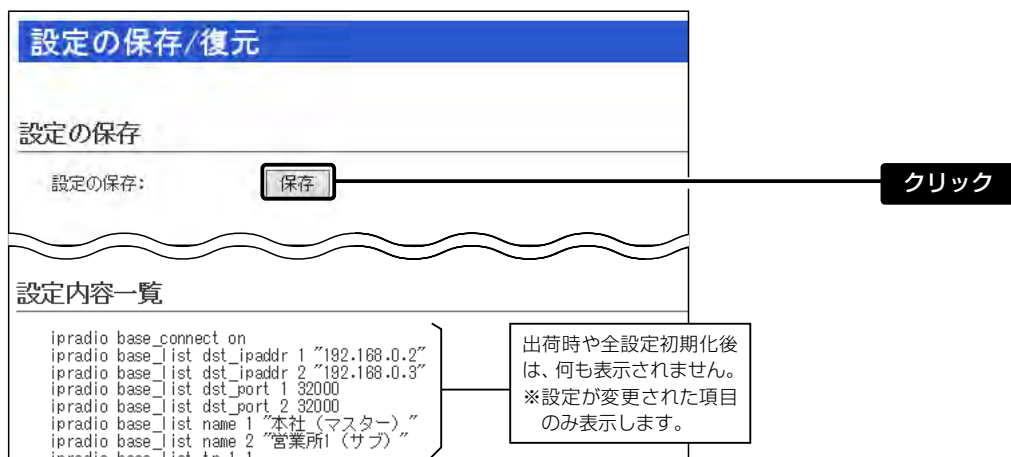 設定の保存/復元
設定の保存
設定の保存: 保存
クリック
設定内容一覧
ipradio base_connect on
ipradio base_list dst_ipaddr 1 "192.168.0.2"
ipradio base_list dst_ipaddr 2 "192.168.0.3"
ipradio base_list dst_port 1 32000
ipradio base_list dst_port 2 32000
ipradio base_list name 1 "本社（マスター）"
ipradio base_list name 2 "営業所1（サブ）"
出荷時や全設定初期化後
は、何も表示されません。
※設定が変更された項目
のみ表示します。